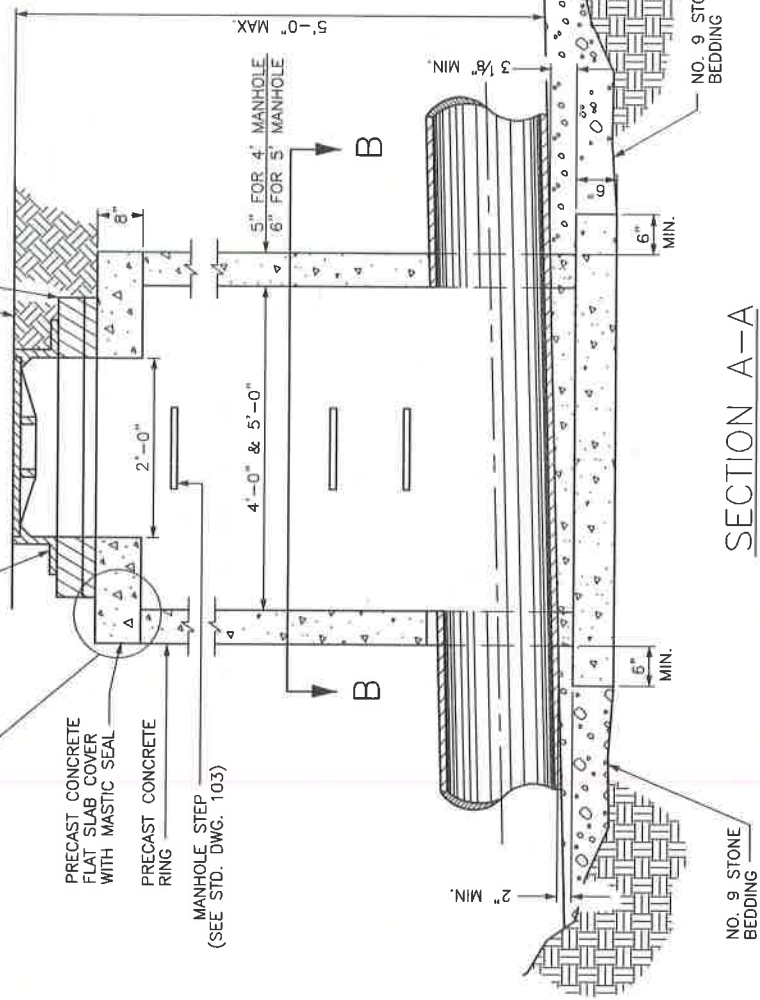 5'-0" MAX.
8"
5" FOR 4' MANHOLE
6" FOR 5' MANHOLE
B
B
3 1/8" MIN.
2'-0"
4'-0" & 5'-0"
PRECAST CONCRETE
FLAT SLAB COVER
WITH MASTIC SEAL
PRECAST CONCRETE
RING
MANHOLE STEP
(SEE STD. DWG. 103)
2" MIN.
6"
6"
MIN.
6"
MIN.
NO. 9 STONE
BEDDING
NO. 9 STO
BEDDING
SECTION A-A